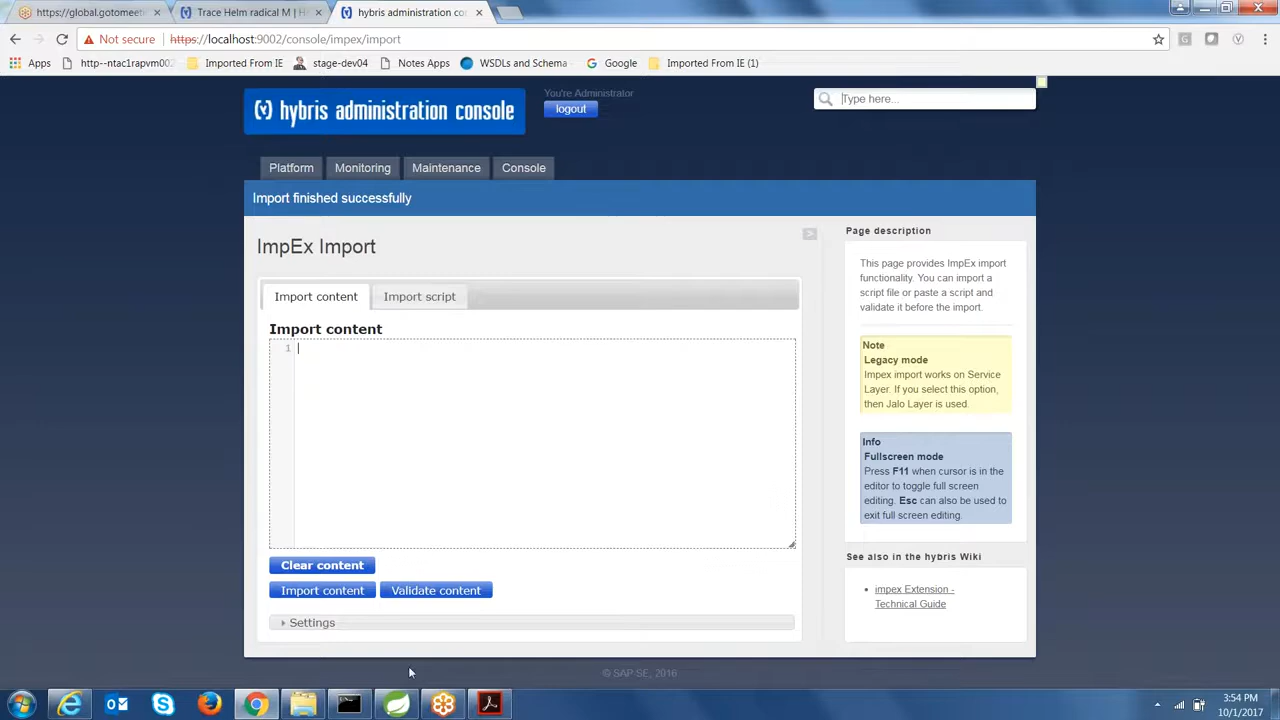 https://global.gotomeeti
Trace Helm radical M | H
hybris administration co
Not secure
https://localhost:9002/console/impex/import
Apps
http--ntac1rapvm002
Imported From IE
stage-dev04
Notes Apps
WSDLs and Schema -
Google
Imported From IE (1)
hybris administration console
You're Administrator
logout
Type here...
Platform
Monitoring
Maintenance
Console
Import finished successfully
ImpEx Import
>
Import content
Import script
Import content
1
Clear content
Import content
Validate content
Settings
Page description
This page provides ImpEx import
functionality. You can import a
script file or paste a script and
validate it before the import.
Note
Legacy mode
Impex import works on Service
Layer. If you select this option,
then Jalo Layer is used.
Info
Fullscreen mode
Press F11 when cursor is in the
editor to toggle full screen
editing. Esc can also be used to
exit full screen editing.
See also in the hybris Wiki
impex Extension -
Technical Guide
© SAP SE, 2016
3:54 PM
10/1/2017